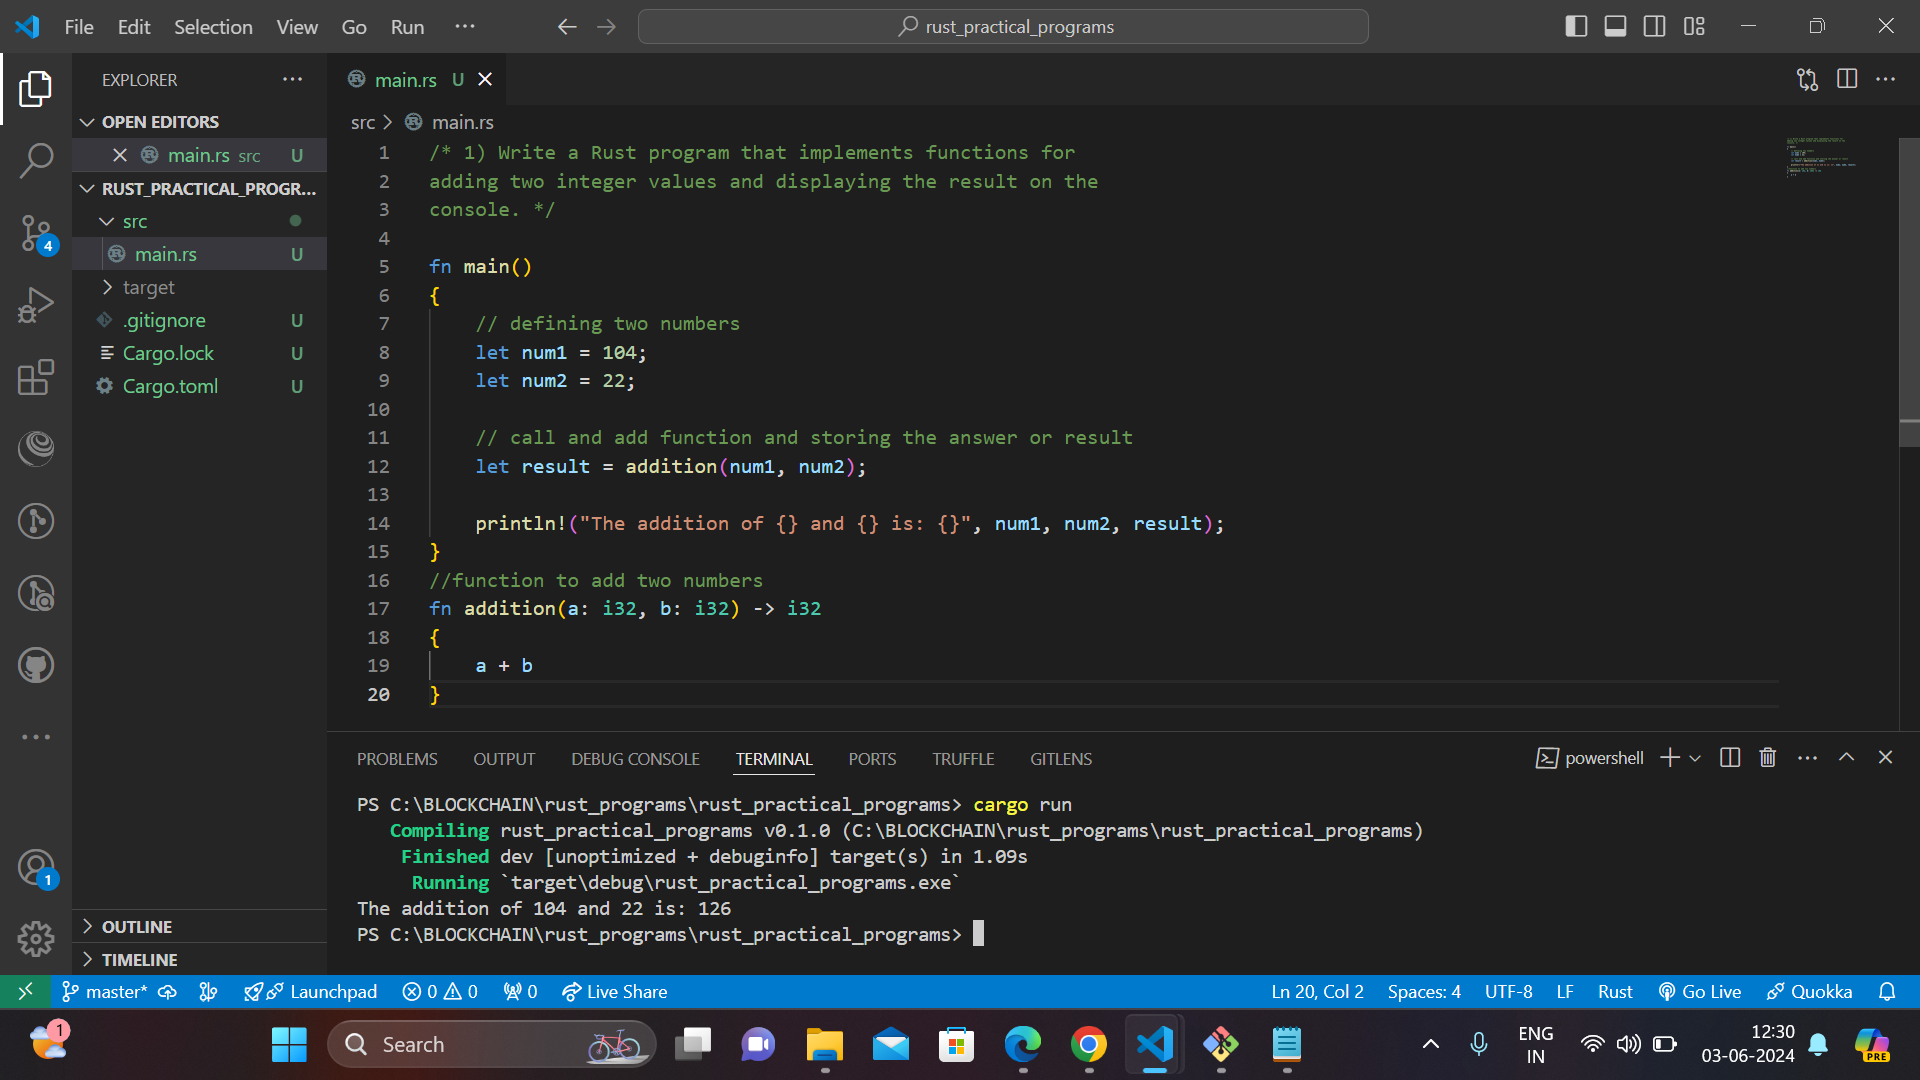 File Edit Selection View Go Run
rust_practical_programs
EXPLORER
OPEN EDITORS
main.rs src U
RUST_PRACTICAL_PROGR...
src
main.rs U
target
.gitignore U
Cargo.lock U
Cargo.toml U
OUTLINE
TIMELINE
4
1
main.rs U
src > main.rs
1 /* 1) Write a Rust program that implements functions for
2 adding two integer values and displaying the result on the
3 console. */
4
5 fn main()
6 {
7 // defining two numbers
8 let num1 = 104;
9 let num2 = 22;
10
11 // call and add function and storing the answer or result
12 let result = addition(num1, num2);
13
14 println!("The addition of {} and {} is: {}", num1, num2, result);
15 }
16 //function to add two numbers
17 fn addition(a: i32, b: i32) -> i32
18 {
19 a + b
20 }
PROBLEMS OUTPUT DEBUG CONSOLE TERMINAL PORTS TRUFFLE GITLENS
powershell
PS C:\BLOCKCHAIN\rust_programs\rust_practical_programs> cargo run
Compiling rust_practical_programs v0.1.0 (C:\BLOCKCHAIN\rust_programs\rust_practical_programs)
Finished dev [unoptimized + debuginfo] target(s) in 1.09s
Running `target\debug\rust_practical_programs.exe`
The addition of 104 and 22 is: 126
PS C:\BLOCKCHAIN\rust_programs\rust_practical_programs>
master* Launchpad 0 0 0 Live Share Ln 20, Col 2 Spaces: 4 UTF-8 LF Rust Go Live Quokka
1
Search
ENG
IN
12:30
03-06-2024
PRE